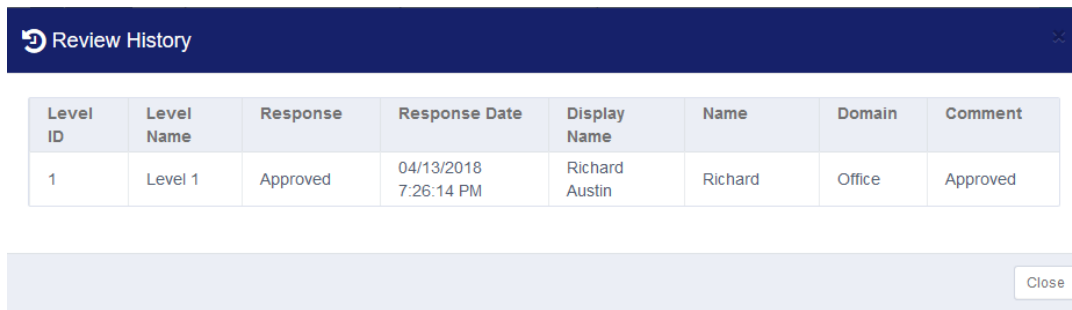 Review History
Level ID Level Name Response Response Date Display Name Name Domain Comment
1 Level 1 Approved 04/13/2018 7:26:14 PM Richard Austin Richard Office Approved
Close